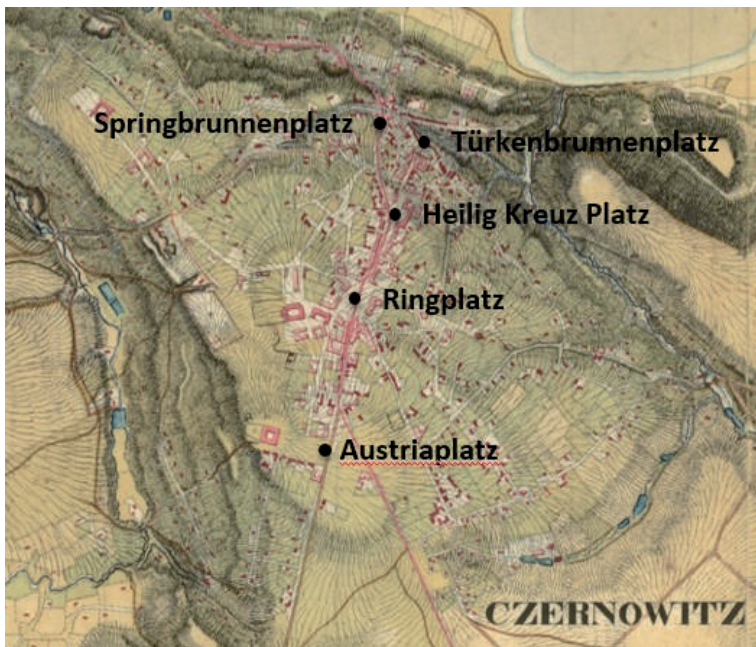 Springbrunnenplatz
Türkenbrunnenplatz
Heilig Kreuz Platz
Ringplatz
Austriaplatz
CZERNOWITZ